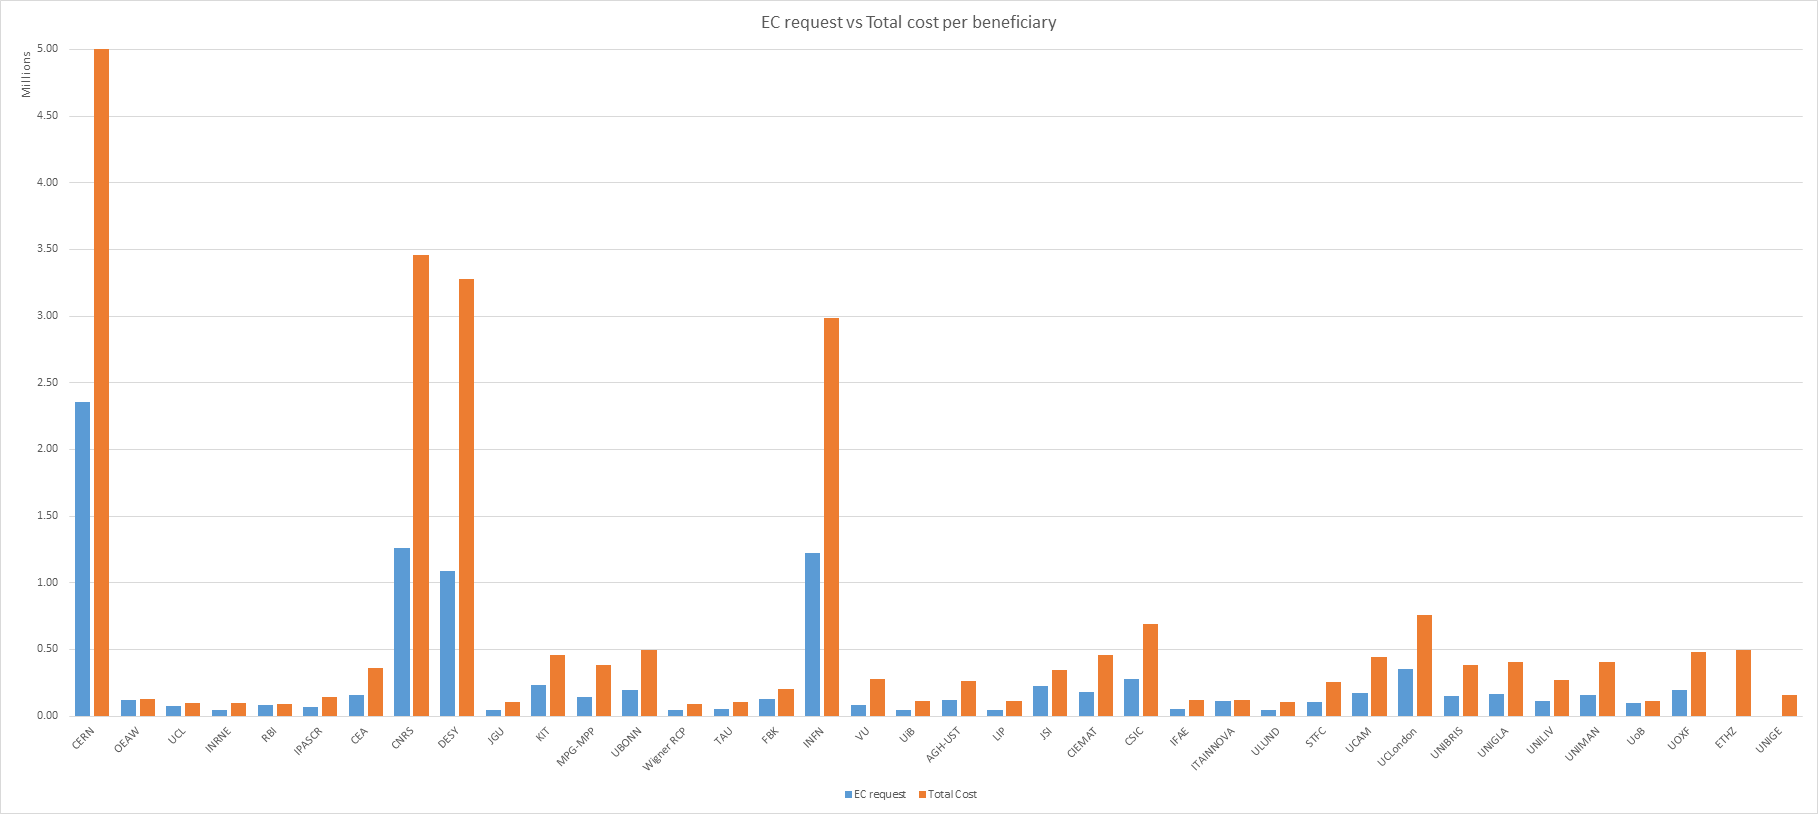 EC request vs Total cost per beneficiary
Millions
5.00
4.50
4.00
3.50
3.00
2.50
2.00
1.50
1.00
0.50
0.00
CERN
OEAW
UCL
INRNE
RBI
IPASCR
CEA
CNRS
DESY
JGU
KIT
MPG-MPP
UBONN
Wigner RCP
TAU
FBK
INFN
VU
UiB
AGH-UST
LIP
JSI
CIEMAT
CSIC
IFAE
ITAINNOVA
ULUND
STFC
UCAM
UCLondon
UNIBRIS
UNIGLA
UNILIV
UNIMAN
UoB
UOXF
ETHZ
UNIGE
EC request
Total Cost